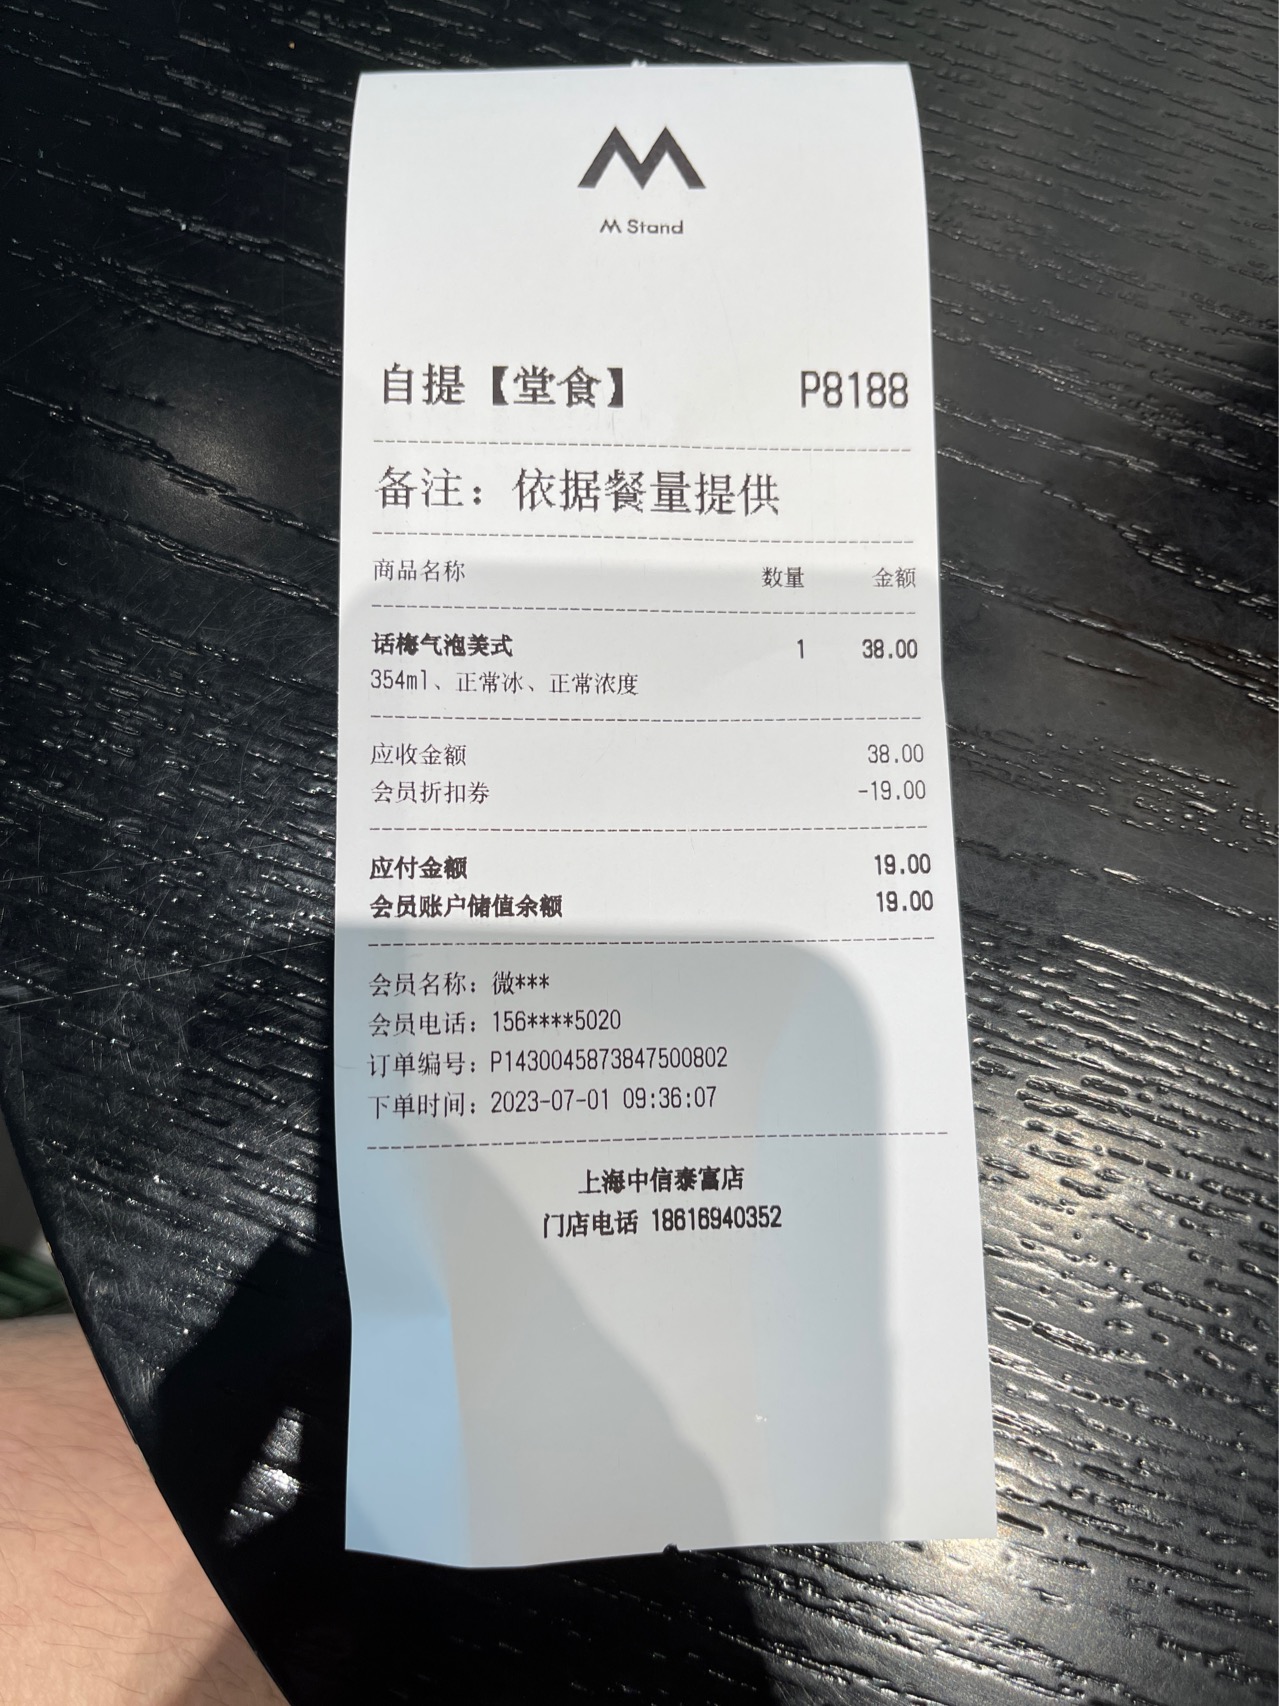 M Stand
自提【堂食】 P8188
备注：依据餐量提供
商品名称 数量 金额
话梅气泡美式 1 38.00
354ml、正常冰、正常浓度
应收金额 38.00
会员折扣券 -19.00
应付金额 19.00
会员账户储值余额 19.00
会员名称：微***
会员电话：156****5020
订单编号：P1430045873847500802
下单时间：2023-07-01 09:36:07
上海中信泰富店
门店电话 18616940352